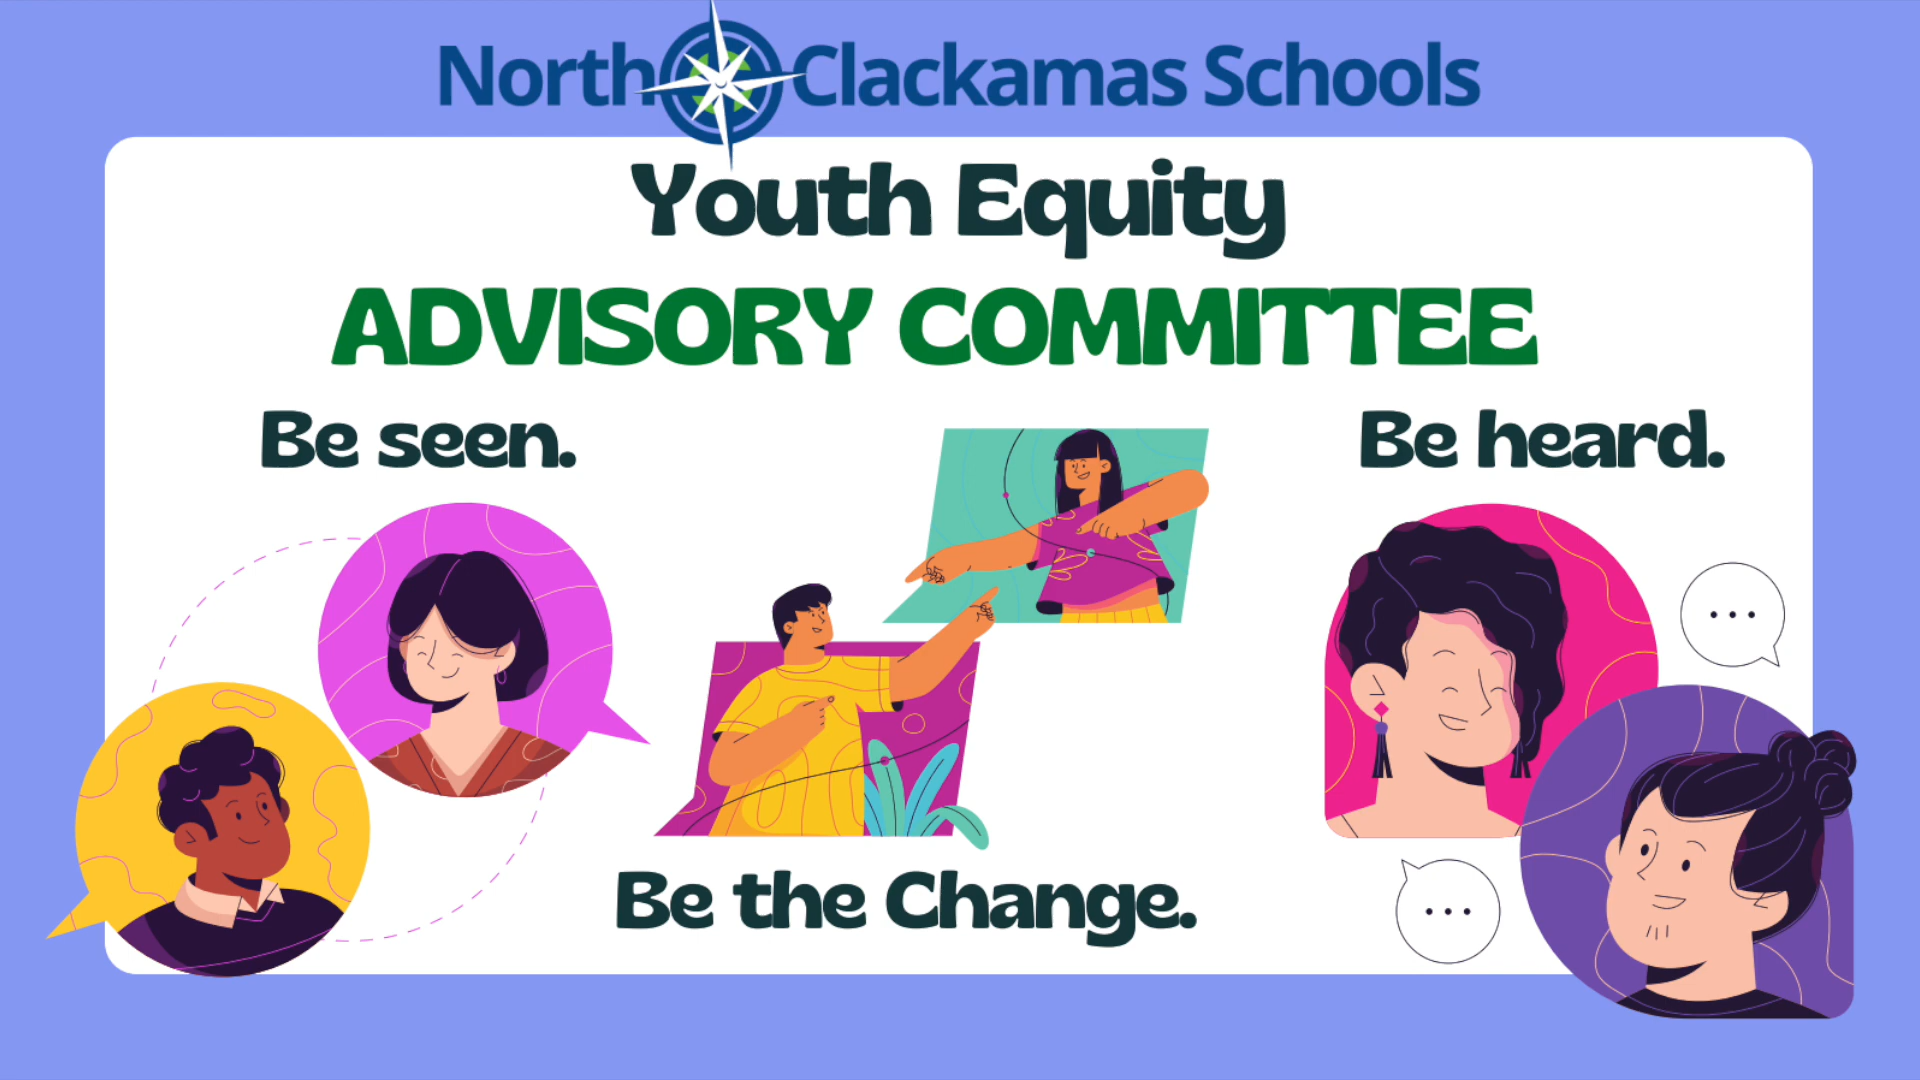 North Clackamas Schools
Youth Equity
ADVISORY COMMITTEE
Be seen.
Be heard.
Be the Change.